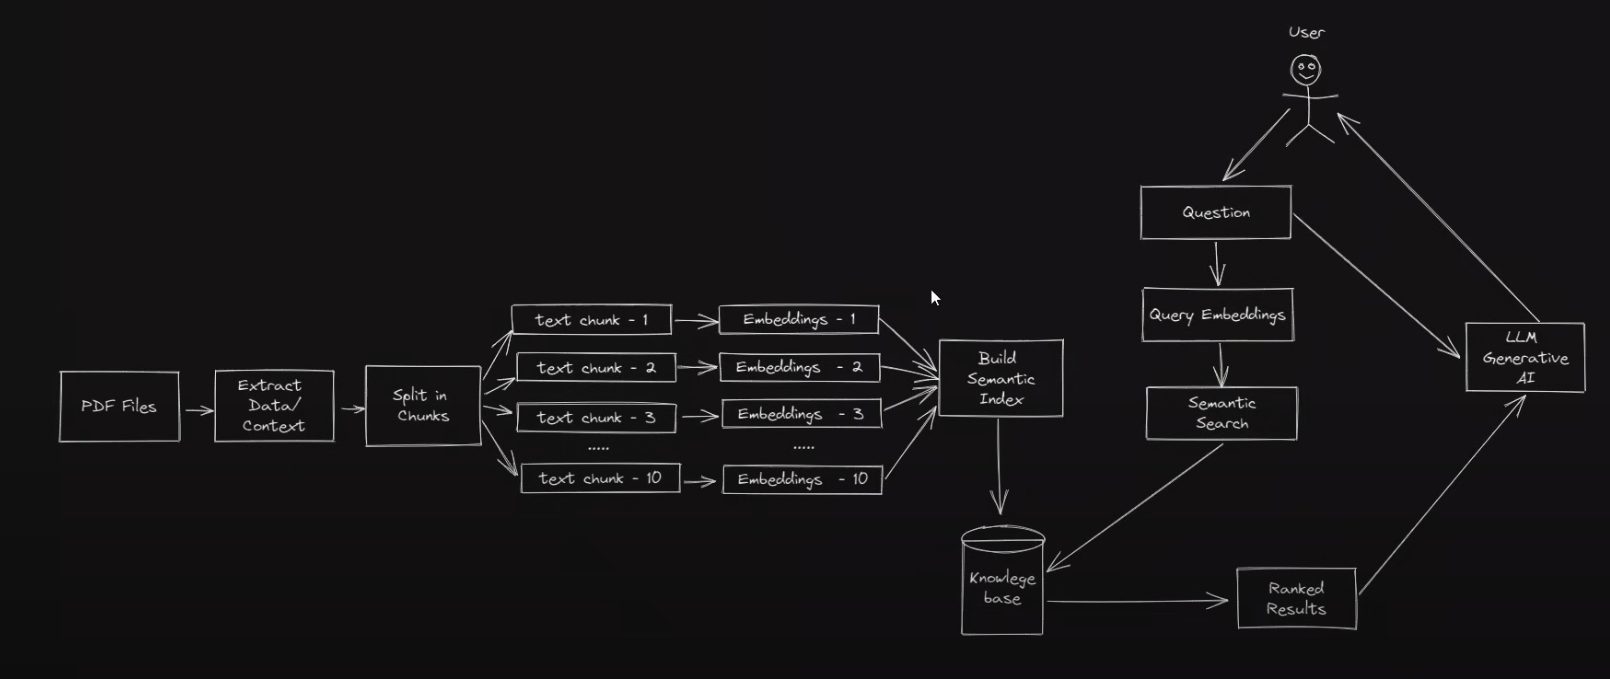 User
Question
Query Embeddings
Semantic
Search
LLM
Generative
AI
PDF Files
Extract
Data/
Context
Split in
Chunks
text chunk - 1
text chunk - 2
text chunk - 3
.....
text chunk - 10
Embeddings - 1
Embeddings - 2
Embeddings - 3
.....
Embeddings - 10
Build
Semantic
Index
Knowlege
base
Ranked
Results